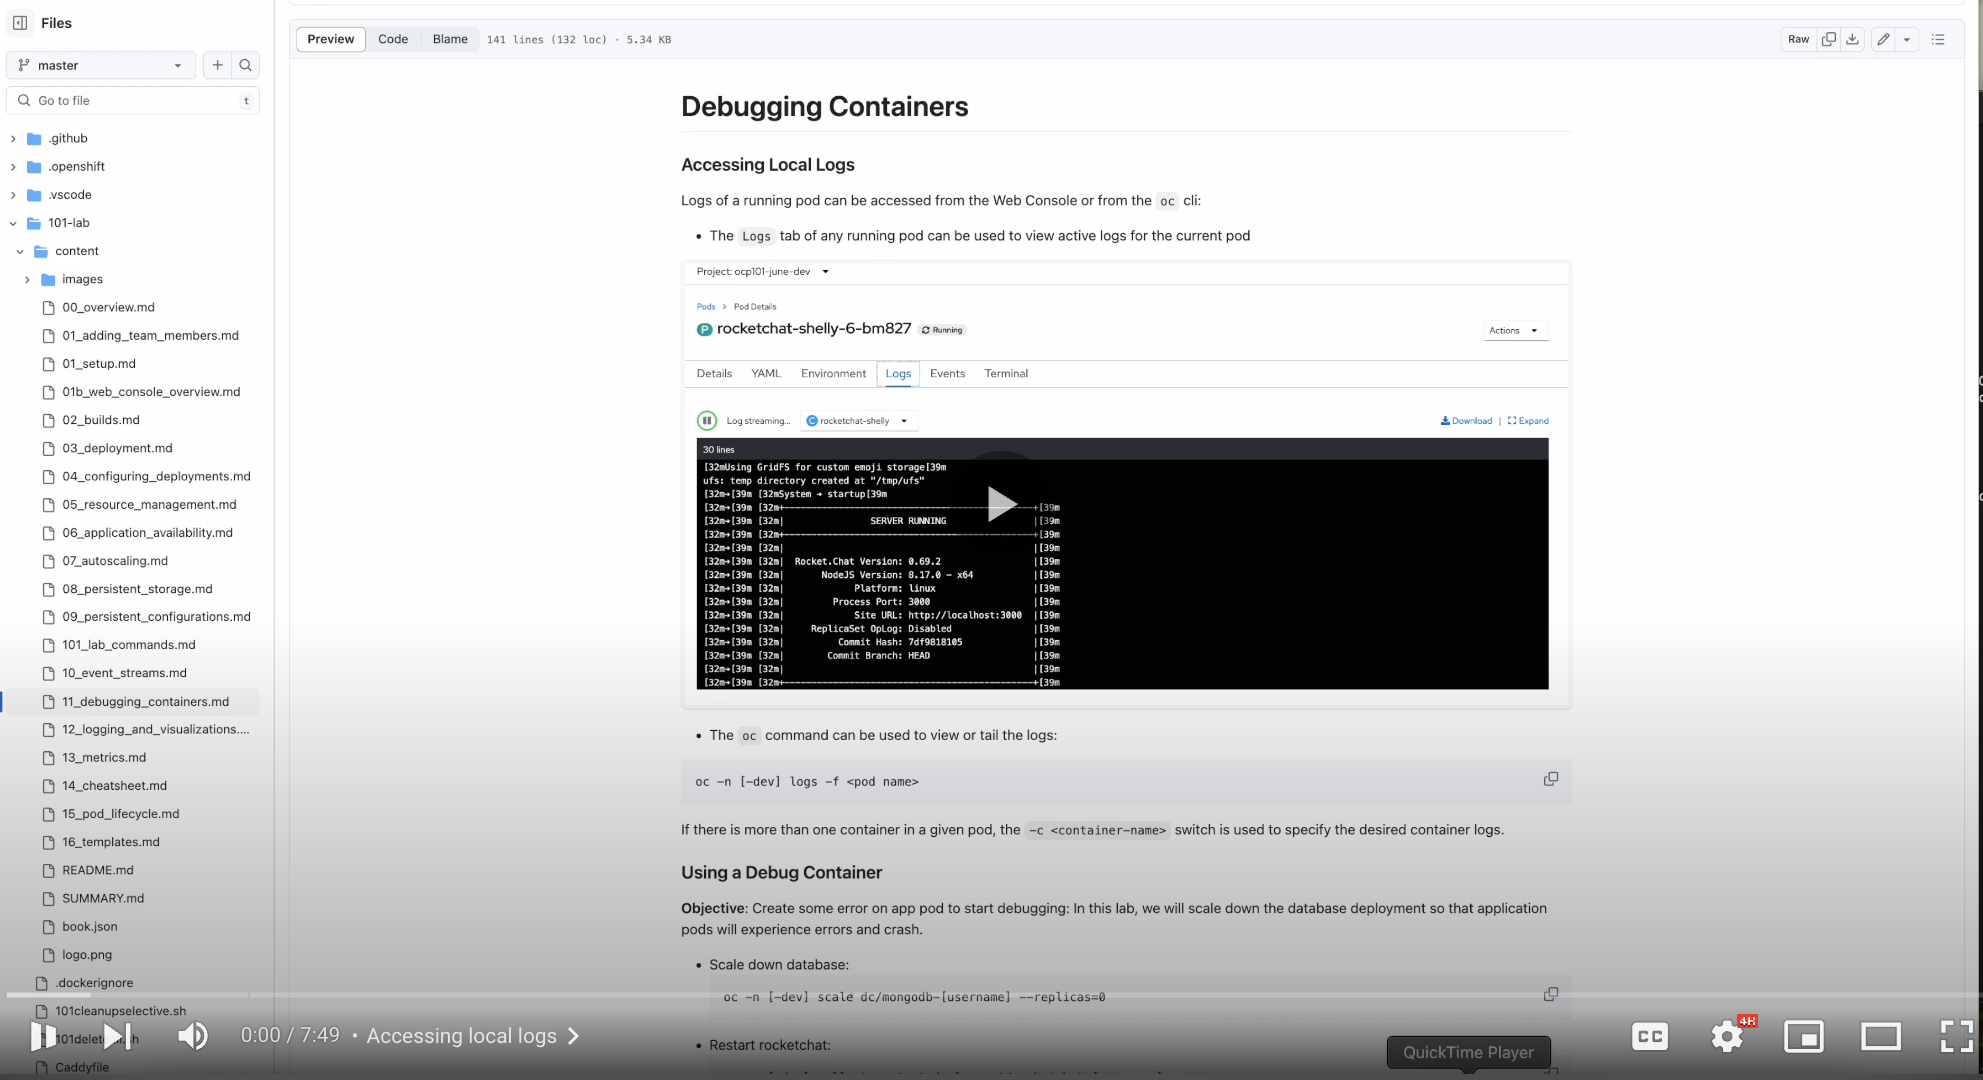 Files
master
Go to file
t
.github
.openshift
.vscode
101-lab
content
images
00_overview.md
01_adding_team_members.md
01_setup.md
01b_web_console_overview.md
02_builds.md
03_deployment.md
04_configuring_deployments.md
05_resource_management.md
06_application_availability.md
07_autoscaling.md
08_persistent_storage.md
09_persistent_configurations.md
101_lab_commands.md
10_event_streams.md
11_debugging_containers.md
12_logging_and_visualizations....
13_metrics.md
14_cheatsheet.md
15_pod_lifecycle.md
16_templates.md
README.md
SUMMARY.md
book.json
logo.png
.dockerignore
101cleanupselective.sh
Caddyfile
Preview Code Blame 141 lines (132 loc) · 5.34 KB
Raw
Debugging Containers
Accessing Local Logs
Logs of a running pod can be accessed from the Web Console or from the oc cli:
• The Logs tab of any running pod can be used to view active logs for the current pod
Project: ocp101-june-dev
Pods > Pod Details
P rocketchat-shelly-6-bm827 Running
Actions
Details YAML Environment Logs Events Terminal
Log streaming... C rocketchat-shelly
Download | Expand
30 lines
[32mUsing GridFS for custom emoji storage[39m
ufs: temp directory created at "/tmp/ufs"
[32m➔[39m [32mSystem ➔ startup[39m
[32m➔[39m [32m+----------------------------------------------+[39m
[32m➔[39m [32m| SERVER RUNNING |[39m
[32m➔[39m [32m+----------------------------------------------+[39m
[32m➔[39m [32m| |[39m
[32m➔[39m [32m| Rocket.Chat Version: 0.69.2 |[39m
[32m➔[39m [32m| NodeJS Version: 8.17.0 - x64 |[39m
[32m➔[39m [32m| Platform: linux |[39m
[32m➔[39m [32m| Process Port: 3000 |[39m
[32m➔[39m [32m| Site URL: http://localhost:3000 |[39m
[32m➔[39m [32m| ReplicaSet OpLog: Disabled |[39m
[32m➔[39m [32m| Commit Hash: 7df9818105 |[39m
[32m➔[39m [32m| Commit Branch: HEAD |[39m
[32m➔[39m [32m| |[39m
[32m➔[39m [32m+----------------------------------------------+[39m
• The oc command can be used to view or tail the logs:
oc -n [-dev] logs -f <pod name>
If there is more than one container in a given pod, the -c <container-name> switch is used to specify the desired container logs.
Using a Debug Container
Objective: Create some error on app pod to start debugging: In this lab, we will scale down the database deployment so that application
pods will experience errors and crash.
• Scale down database:
oc -n [-dev] scale dc/mongodb-[username] --replicas=0
• Restart rocketchat:
0:00 / 7:49 • Accessing local logs
QuickTime Player
CC
4K